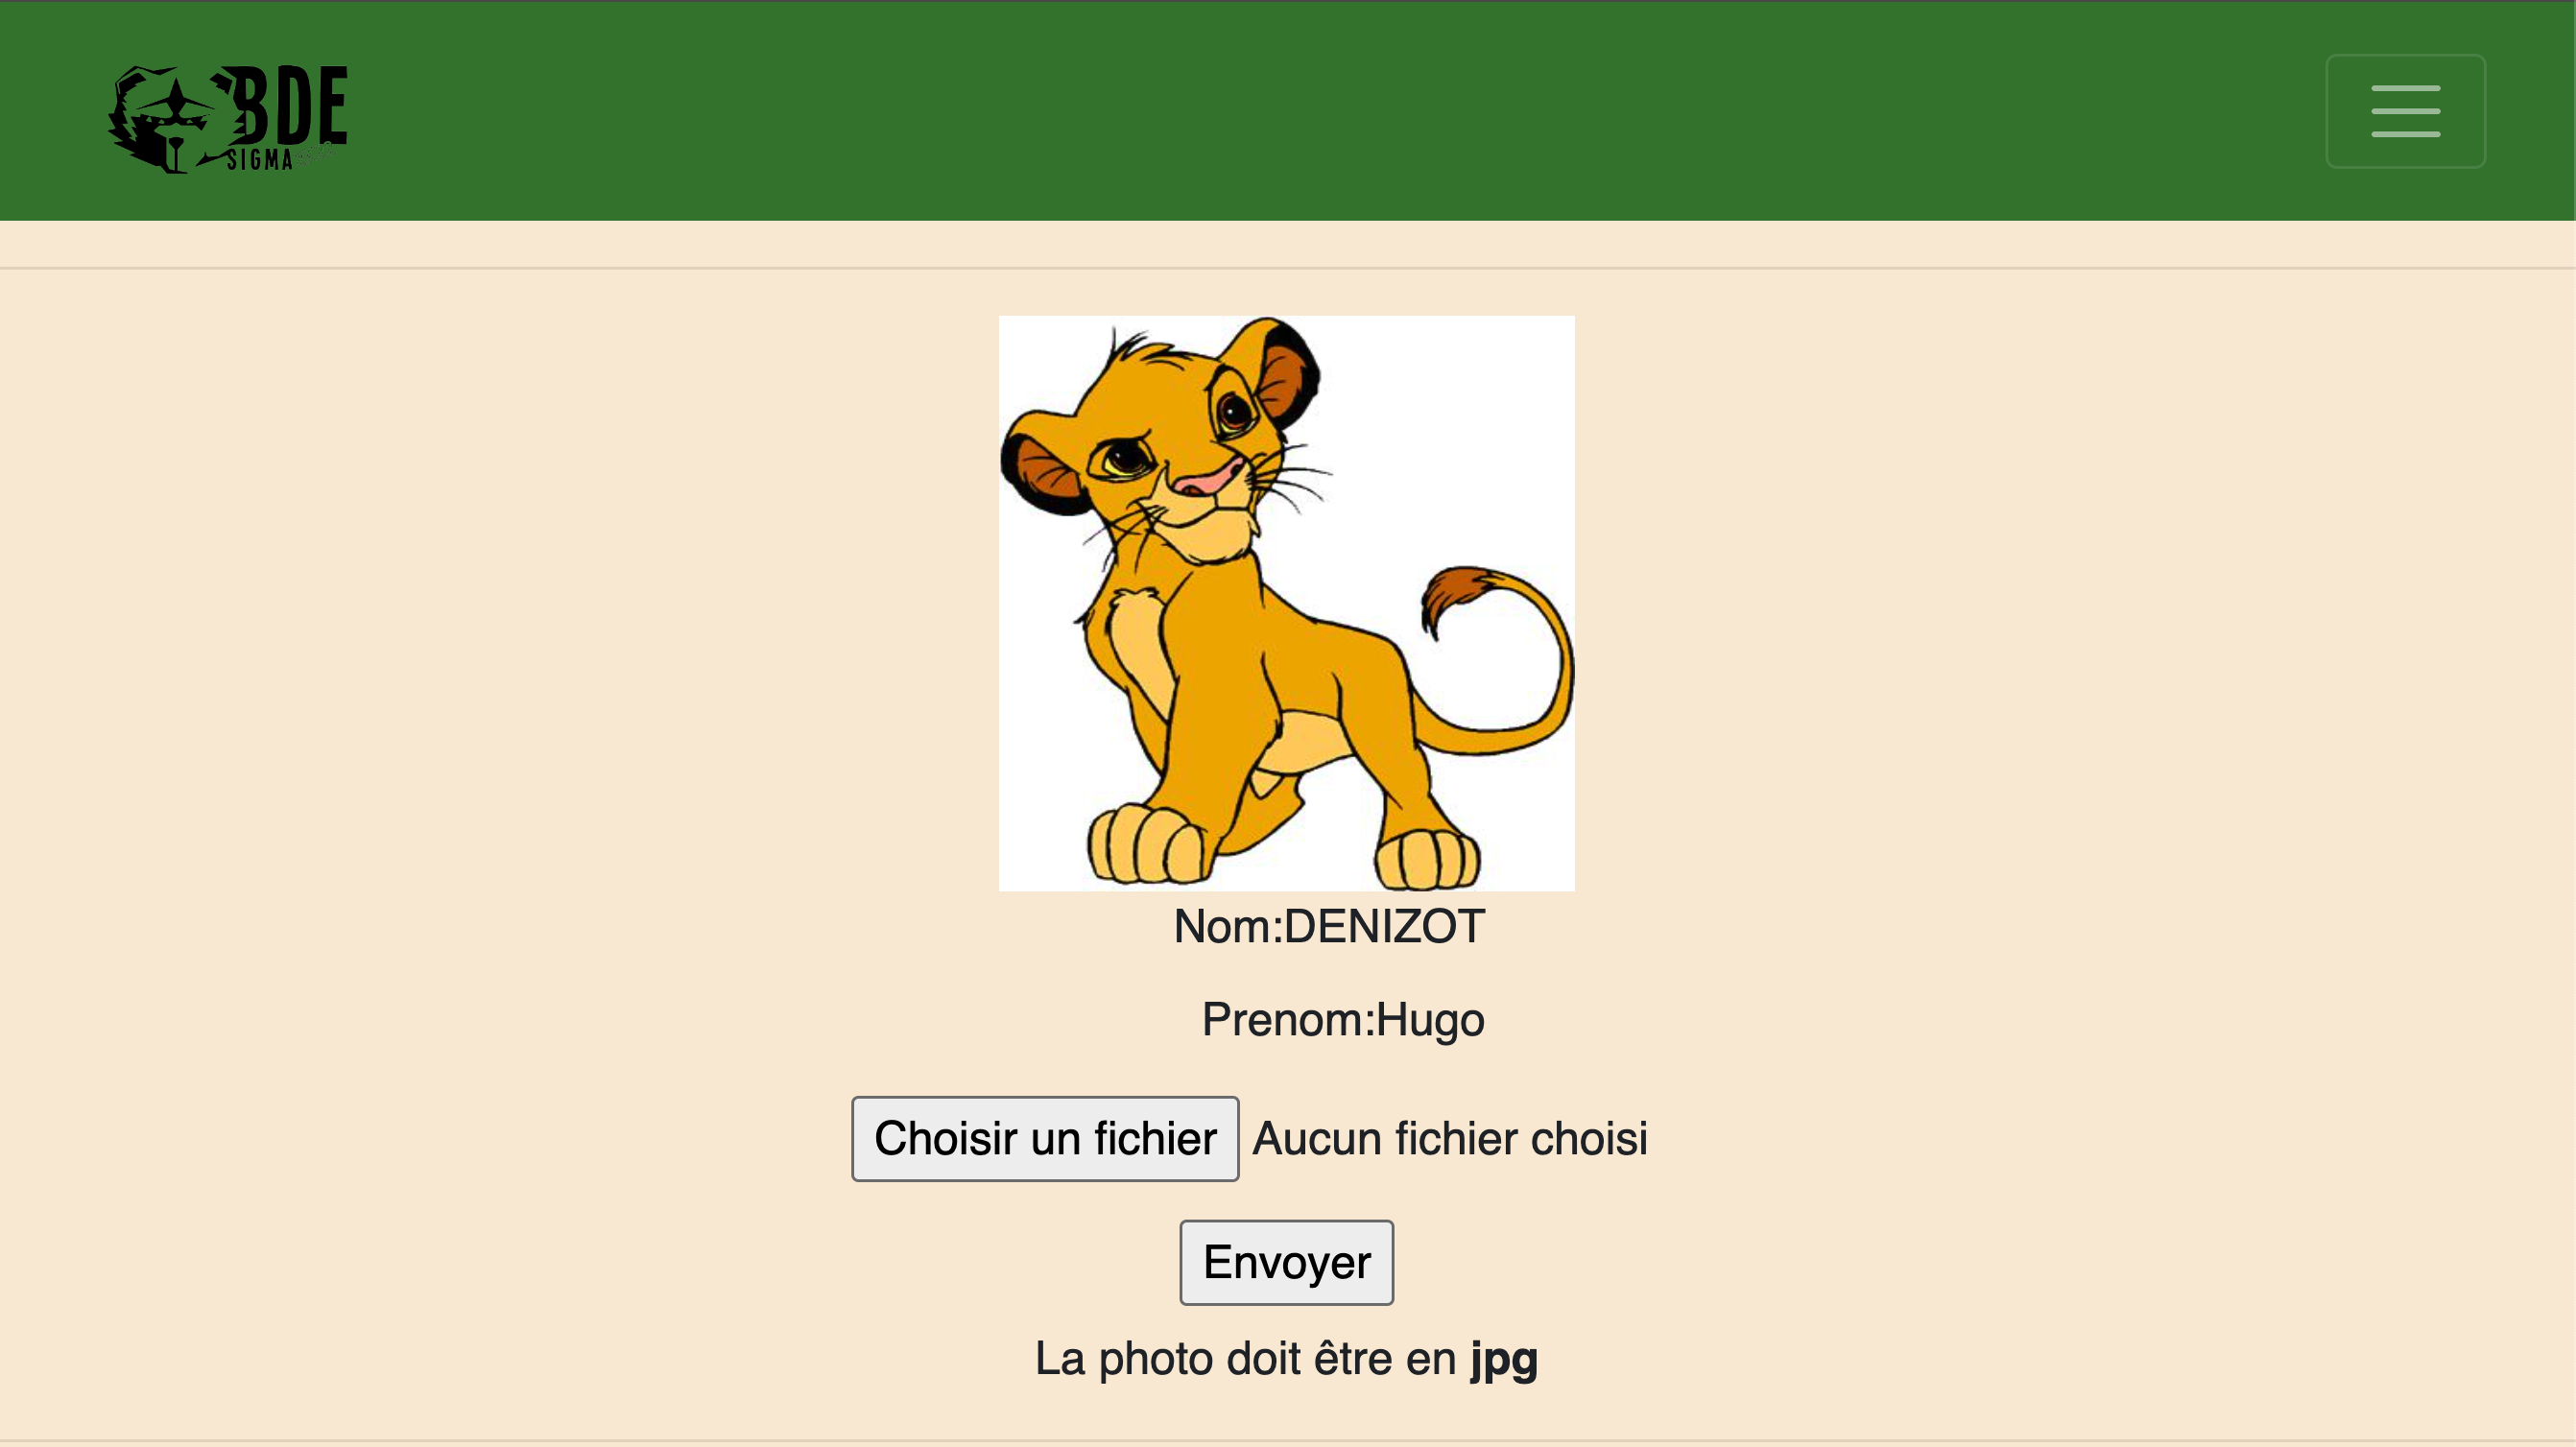 BDE
SIGMA
Nom:DENIZOT
Prenom:Hugo
Choisir un fichier Aucun fichier choisi
Envoyer
La photo doit être en jpg